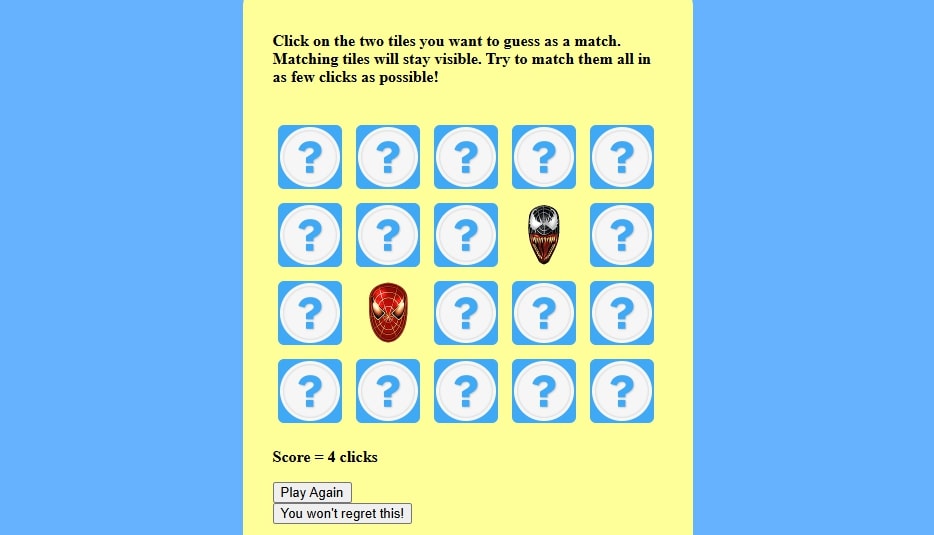 Click on the two tiles you want to guess as a match.
Matching tiles will stay visible. Try to match them all in
as few clicks as possible!
? ? ? ? ?
? ? ? ?
? ? ? ?
? ? ? ? ?
Score = 4 clicks
Play Again
You won't regret this!